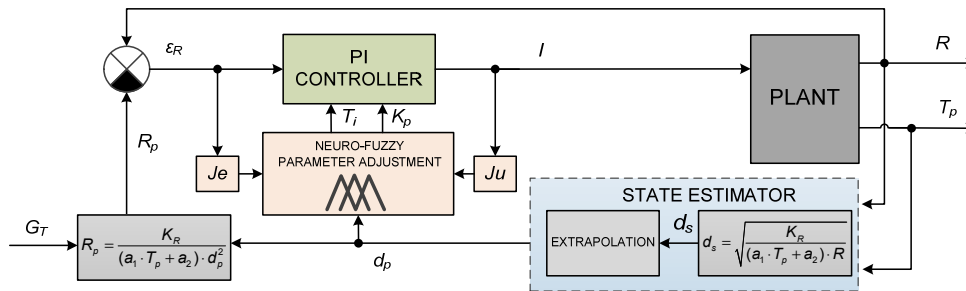 ε_R
PI
CONTROLLER
I
R
PLANT
T_p
T_i
K_p
R_p
NEURO-FUZZY
PARAMETER ADJUSTMENT
Je
Ju
STATE ESTIMATOR
G_T
R_p = K_R / ((a_1 · T_p + a_2) · d_p^2)
d_p
EXTRAPOLATION
d_s
d_s = √(K_R / ((a_1 · T_p + a_2) · R))